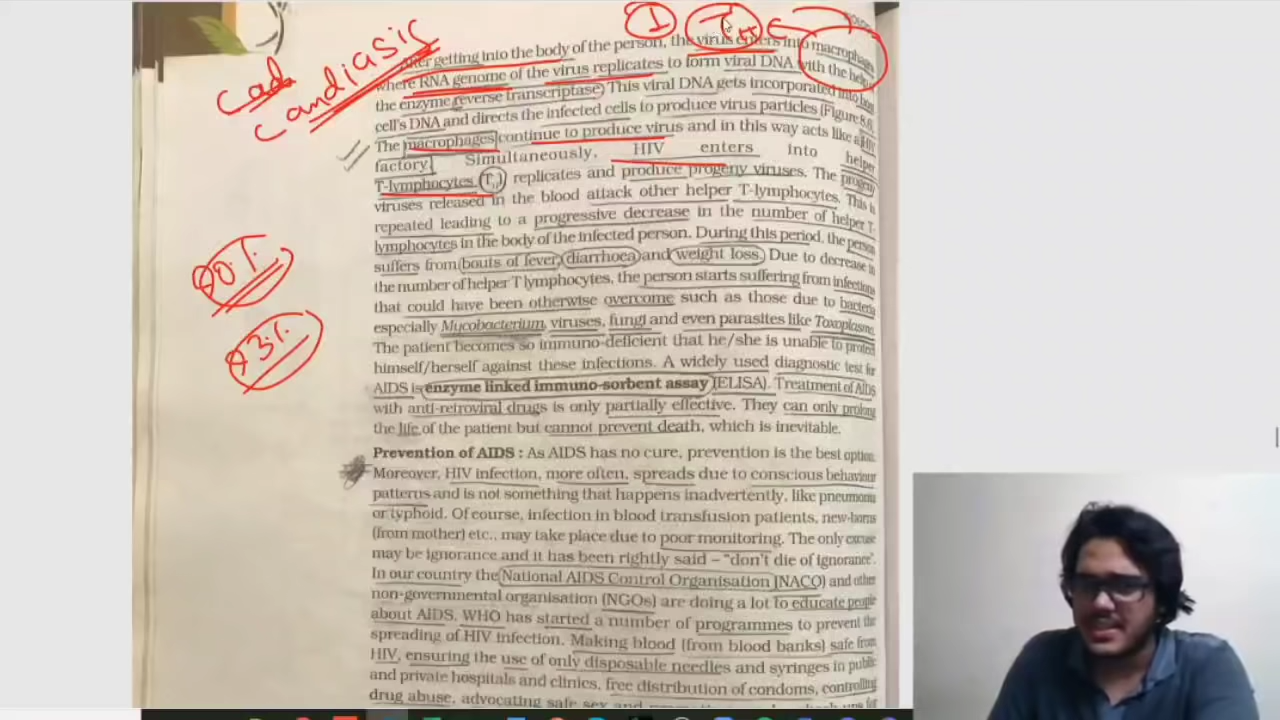 I TH
Cad
Candiasis
90%
93%
After getting into the body of the person, the virus enters into macrophages
where RNA genome of the virus replicates to form viral DNA with the help
the enzyme reverse transcriptase) This viral DNA gets incorporated into host
cell's DNA and directs the infected cells to produce virus particles (Figure 8.6).
The macrophages continue to produce virus and in this way acts like a HIV
factory. Simultaneously, HIV enters into helper
T-lymphocytes (TH), replicates and produce progeny viruses. The progeny
viruses released in the blood attack other helper T-lymphocytes. This is
repeated leading to a progressive decrease in the number of helper T-
lymphocytes in the body of the infected person. During this period, the person
suffers from bouts of fever, diarrhoea and weight loss. Due to decrease in
the number of helper T lymphocytes, the person starts suffering from infections
that could have been otherwise overcome such as those due to bacteria
especially Mycobacterium, viruses, fungi and even parasites like Toxoplasma.
The patient becomes so immuno-deficient that he/she is unable to protect
himself/herself against these infections. A widely used diagnostic test for
AIDS is enzyme linked immuno-sorbent assay (ELISA). Treatment of AIDS
with anti-retroviral drugs is only partially effective. They can only prolong
the life of the patient but cannot prevent death, which is inevitable.
Prevention of AIDS : As AIDS has no cure, prevention is the best option.
Moreover, HIV infection, more often, spreads due to conscious behaviour
patterns and is not something that happens inadvertently, like pneumonia
or typhoid. Of course, infection in blood transfusion patients, new-borns
(from mother) etc., may take place due to poor monitoring. The only excuse
may be ignorance and it has been rightly said – “don't die of ignorance”.
In our country the National AIDS Control Organisation (NACO) and other
non-governmental organisation (NGOs) are doing a lot to educate people
about AIDS. WHO has started a number of programmes to prevent the
spreading of HIV infection. Making blood (from blood banks) safe from
HIV, ensuring the use of only disposable needles and syringes in public
and private hospitals and clinics, free distribution of condoms, controlling
drug abuse, advocating safe sex and